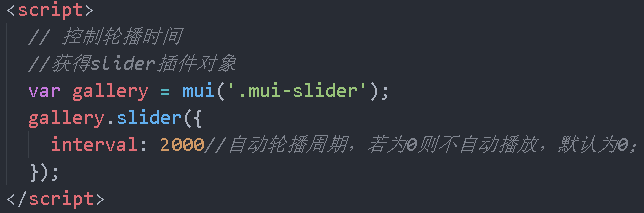 <script>
// 控制轮播时间
//获得slider插件对象
var gallery = mui('.mui-slider');
gallery.slider({
interval: 2000//自动轮播周期，若为0则不自动播放，默认为0；
});
</script>